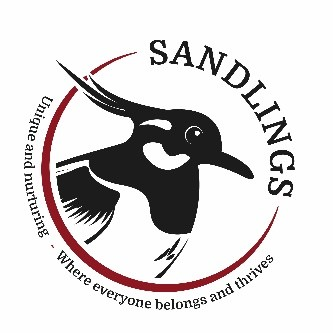 SANDLINGS
Unique and nurturing - Where everyone belongs and thrives